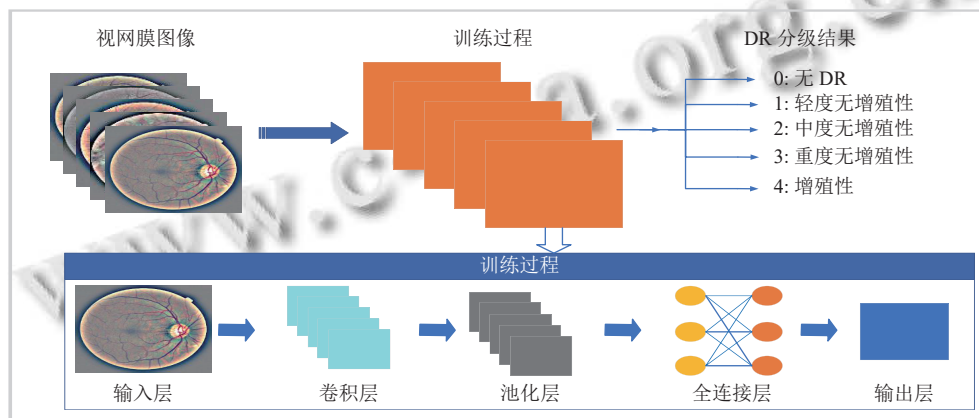 视网膜图像
训练过程
DR 分级结果
0: 无 DR
1: 轻度无增殖性
2: 中度无增殖性
3: 重度无增殖性
4: 增殖性
训练过程
输入层
卷积层
池化层
全连接层
输出层